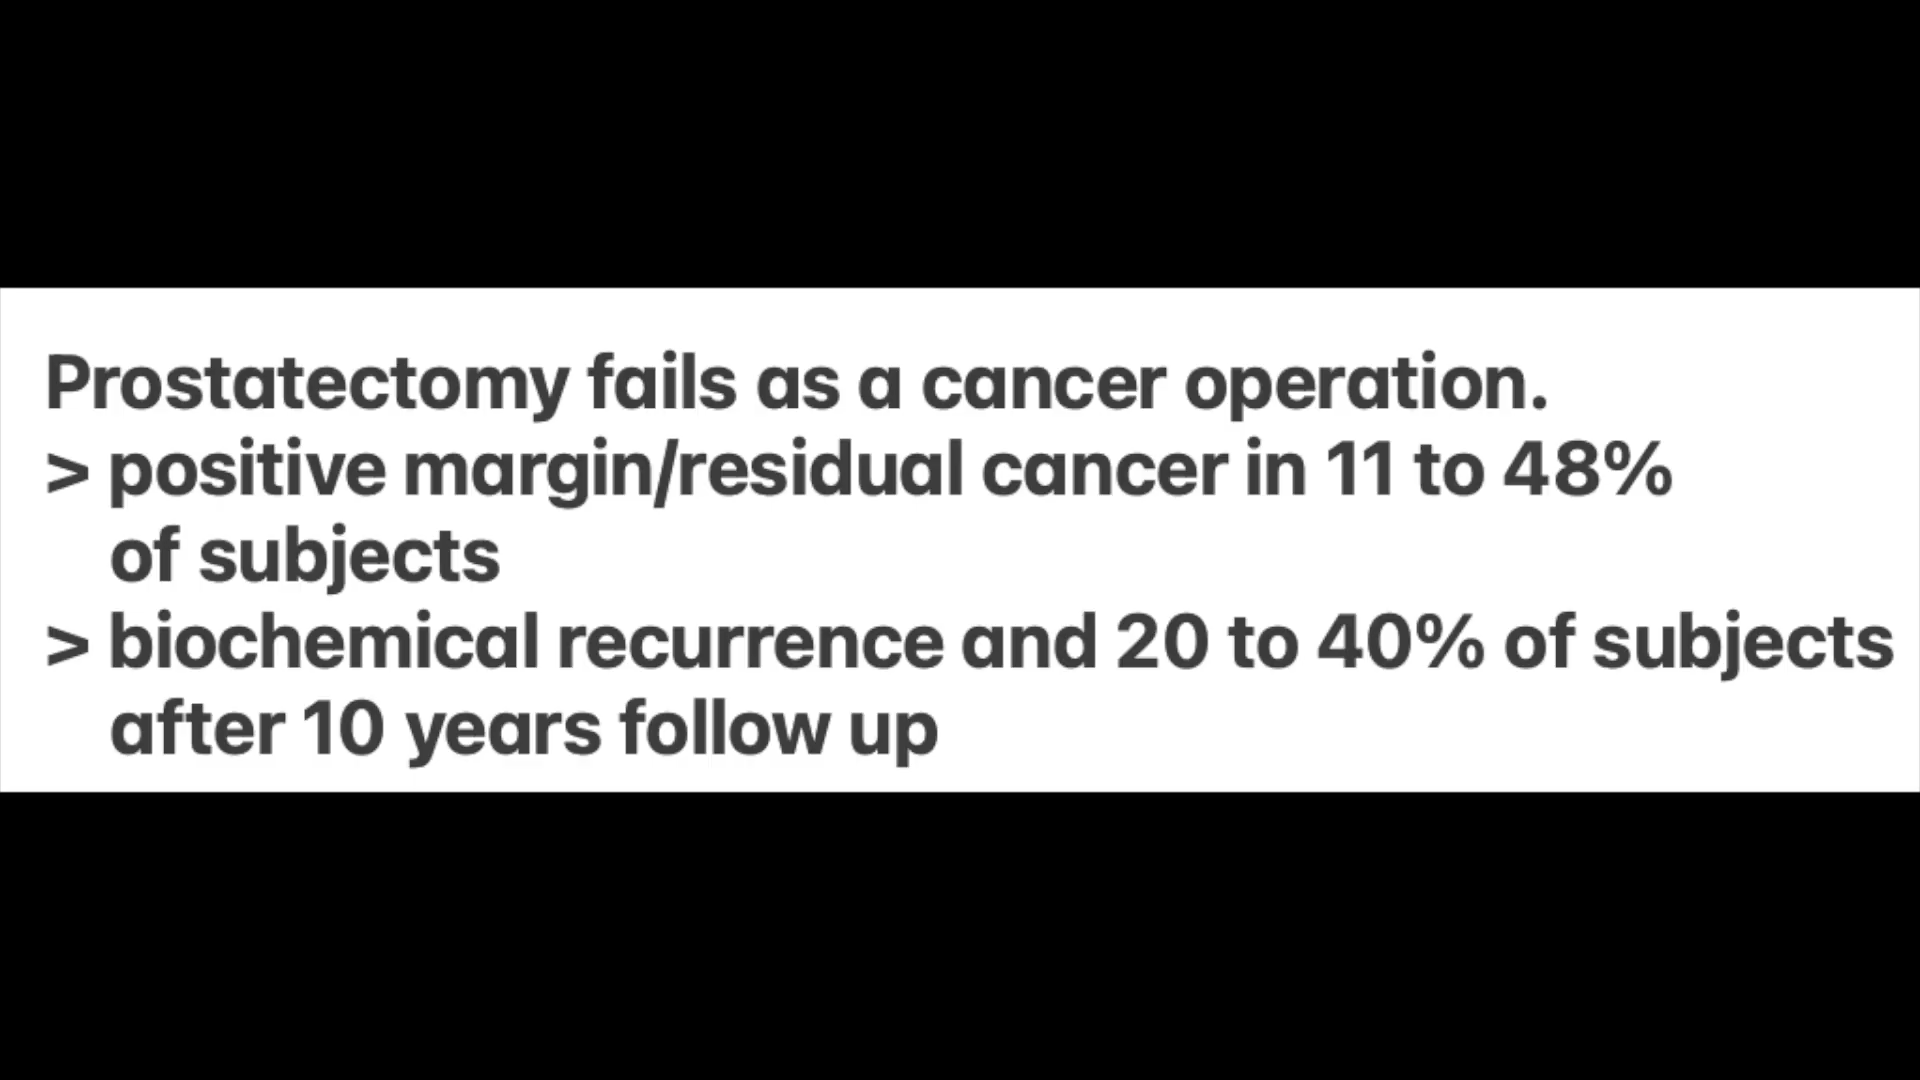 Prostatectomy fails as a cancer operation.
> positive margin/residual cancer in 11 to 48%
of subjects
> biochemical recurrence and 20 to 40% of subjects
after 10 years follow up